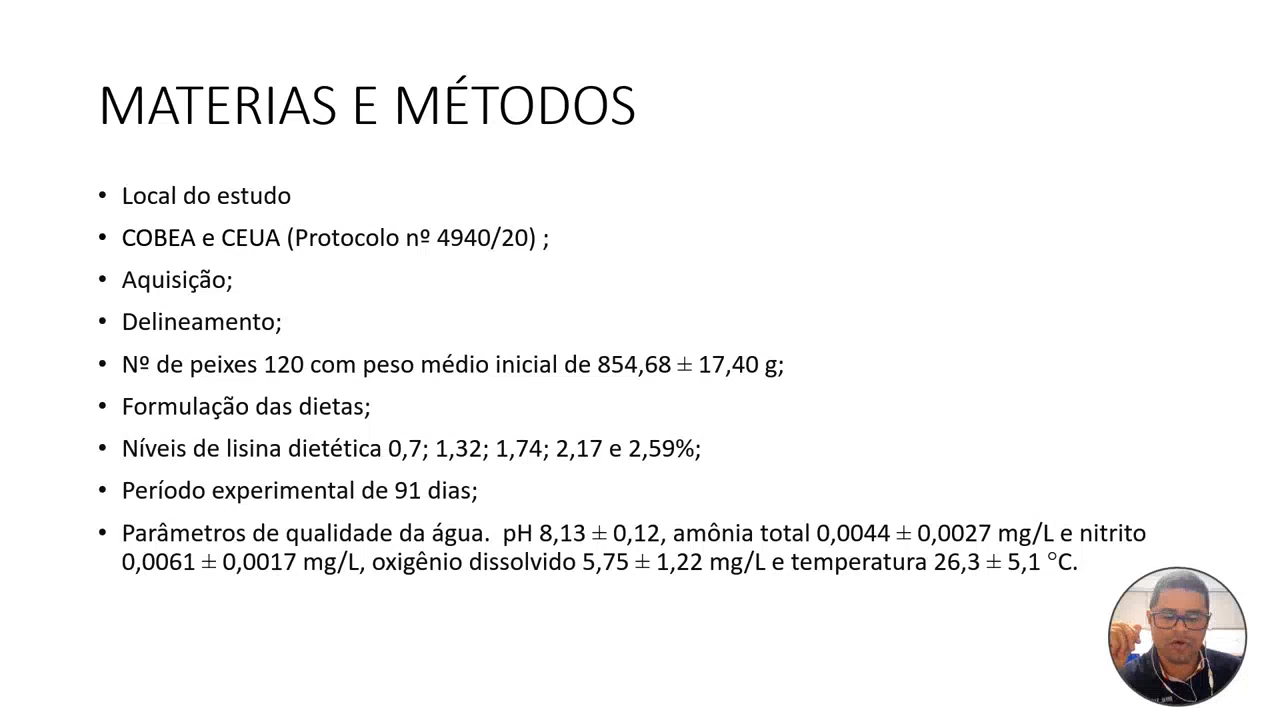 MATERIAS E MÉTODOS
• Local do estudo
• COBEA e CEUA (Protocolo nº 4940/20) ;
• Aquisição;
• Delineamento;
• Nº de peixes 120 com peso médio inicial de 854,68 ± 17,40 g;
• Formulação das dietas;
• Níveis de lisina dietética 0,7; 1,32; 1,74; 2,17 e 2,59%;
• Período experimental de 91 dias;
• Parâmetros de qualidade da água.  pH 8,13 ± 0,12, amônia total 0,0044 ± 0,0027 mg/L e nitrito
0,0061 ± 0,0017 mg/L, oxigênio dissolvido 5,75 ± 1,22 mg/L e temperatura 26,3 ± 5,1 °C.